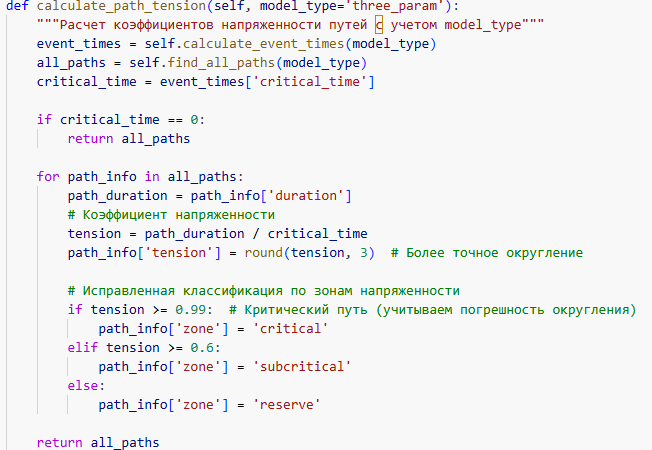 def calculate_path_tension(self, model_type='three_param'):
    """Расчет коэффициентов напряженности путей с учетом model_type"""
    event_times = self.calculate_event_times(model_type)
    all_paths = self.find_all_paths(model_type)
    critical_time = event_times['critical_time']

    if critical_time == 0:
        return all_paths

    for path_info in all_paths:
        path_duration = path_info['duration']
        # Коэффициент напряженности
        tension = path_duration / critical_time
        path_info['tension'] = round(tension, 3)  # Более точное округление

        # Исправленная классификация по зонам напряженности
        if tension >= 0.99:  # Критический путь (учитываем погрешность округления)
            path_info['zone'] = 'critical'
        elif tension >= 0.6:
            path_info['zone'] = 'subcritical'
        else:
            path_info['zone'] = 'reserve'

    return all_paths